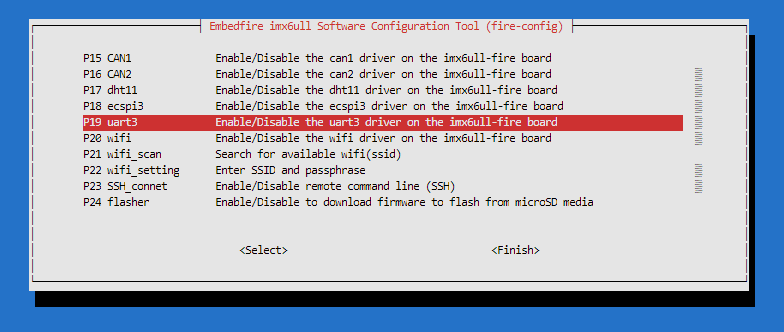 Embedfire imx6ull Software Configuration Tool (fire-config)
P15 CAN1 Enable/Disable the can1 driver on the imx6ull-fire board
P16 CAN2 Enable/Disable the can2 driver on the imx6ull-fire board
P17 dht11 Enable/Disable the dht11 driver on the imx6ull-fire board
P18 ecspi3 Enable/Disable the ecspi3 driver on the imx6ull-fire board
P19 uart3 Enable/Disable the uart3 driver on the imx6ull-fire board
P20 wifi Enable/Disable the wifi driver on the imx6ull-fire board
P21 wifi_scan Search for available wifi(ssid)
P22 wifi_setting Enter SSID and passphrase
P23 SSH_connet Enable/Disable remote command line (SSH)
P24 flasher Enable/Disable to download firmware to flash from microSD media
<Select> <Finish>